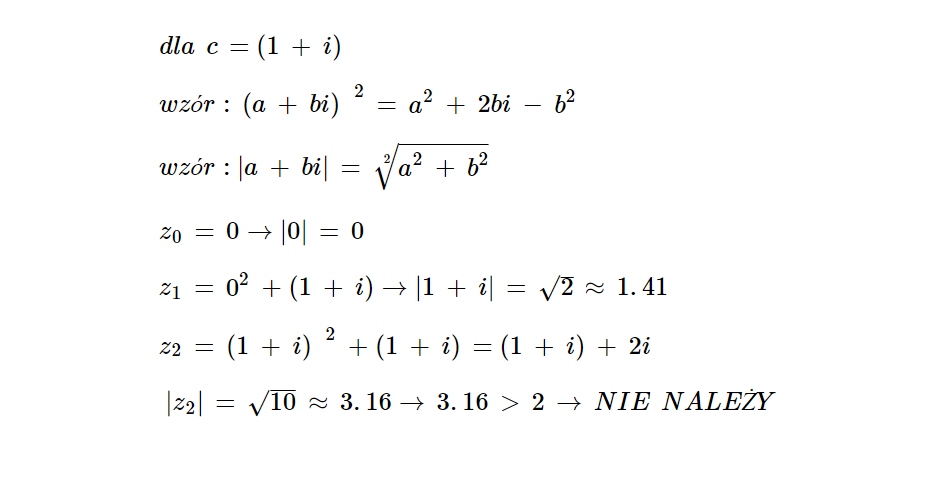 dla c = (1 + i)
wzór : (a + bi)² = a² + 2bi − b²
wzór : |a + bi| = ²√(a² + b²)
z₀ = 0 → |0| = 0
z₁ = 0² + (1 + i) → |1 + i| = √2 ≈ 1.41
z₂ = (1 + i)² + (1 + i) = (1 + i) + 2i
|z₂| = √10 ≈ 3.16 → 3.16 > 2 → NIE NALEŻY